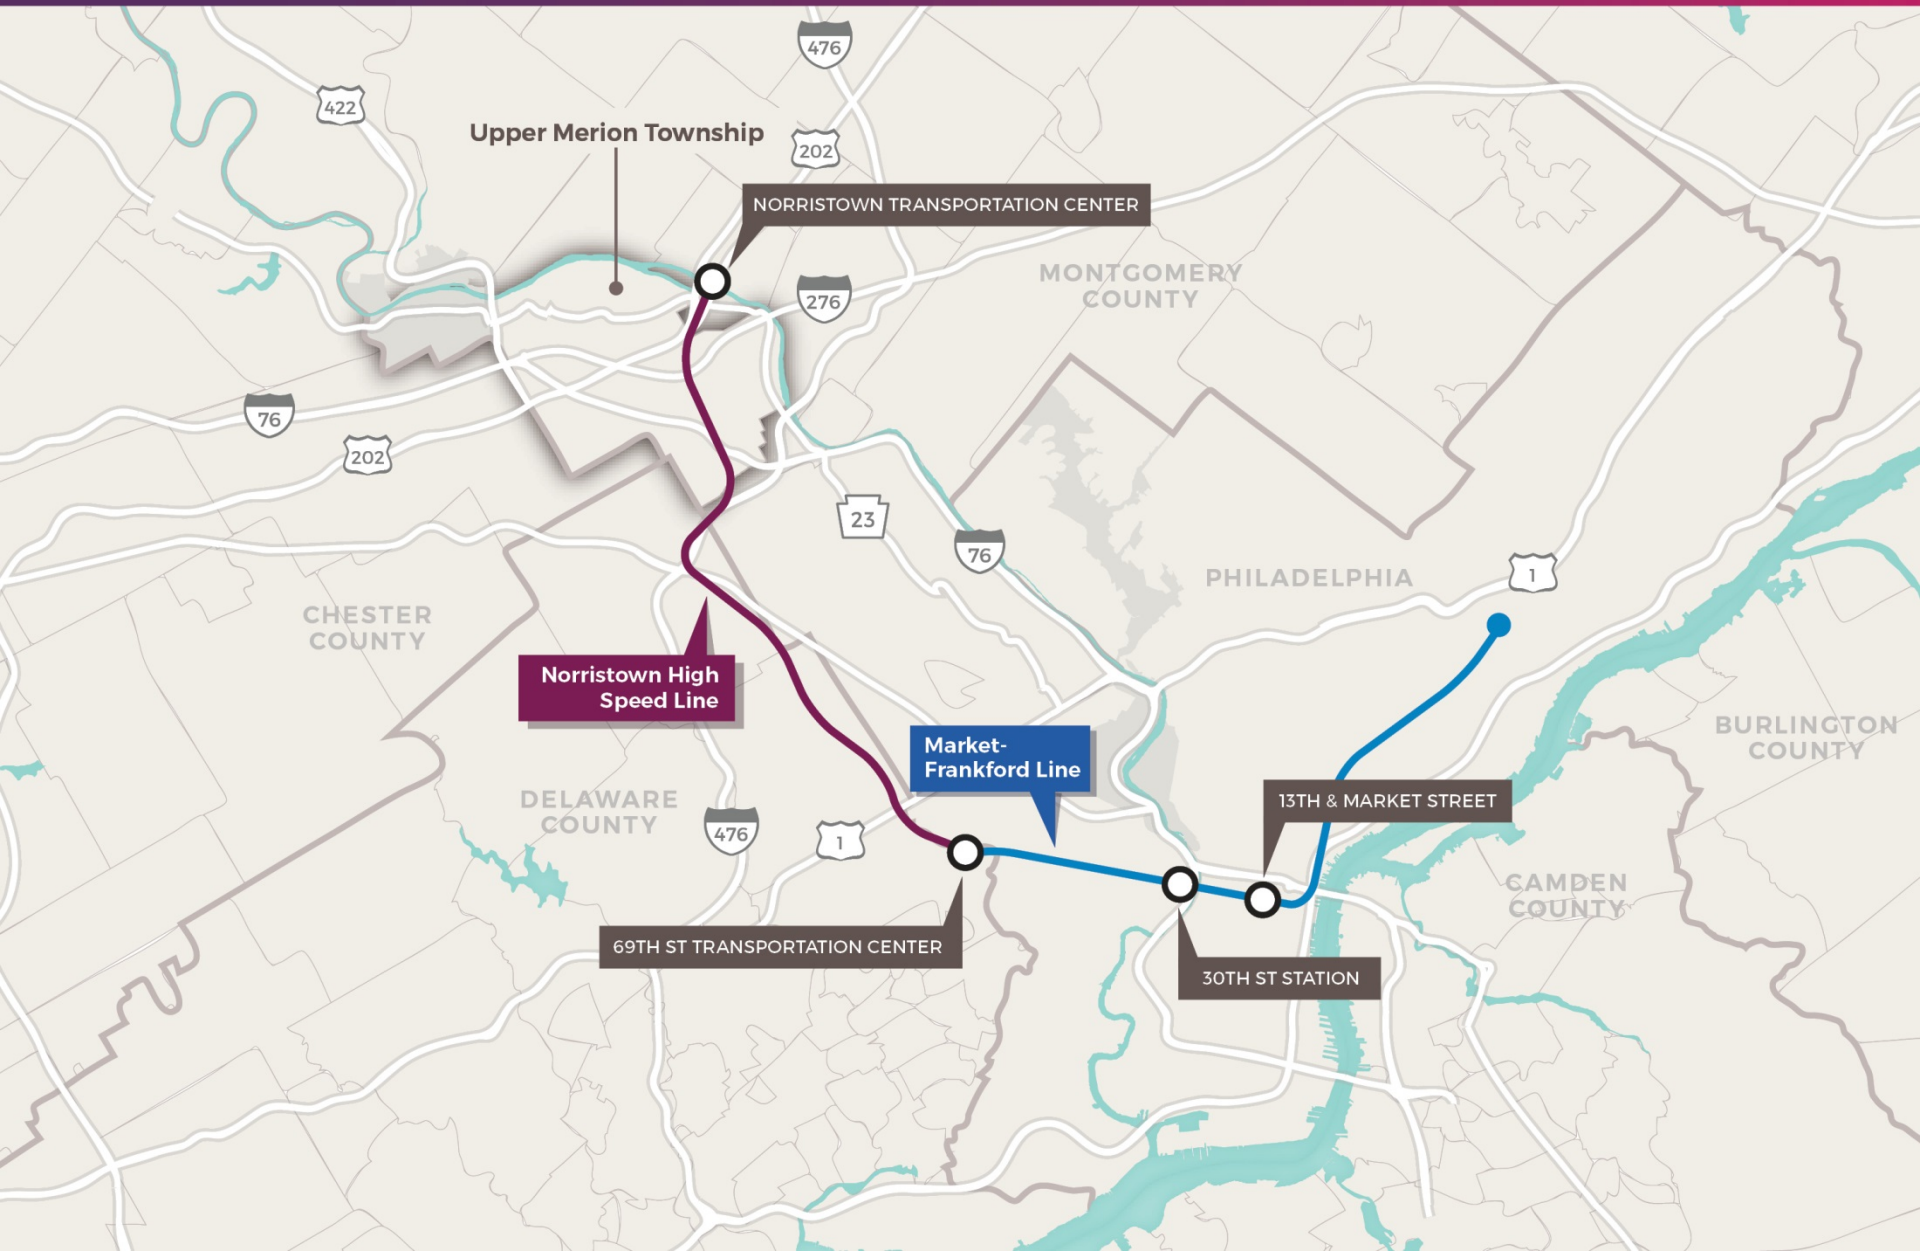 476
422
Upper Merion Township
202
NORRISTOWN TRANSPORTATION CENTER
MONTGOMERY
COUNTY
276
76
202
23
76
PHILADELPHIA
1
CHESTER
COUNTY
Norristown High
Speed Line
Market-
Frankford Line
BURLINGTON
COUNTY
DELAWARE
COUNTY
13TH & MARKET STREET
476
1
CAMDEN
COUNTY
69TH ST TRANSPORTATION CENTER
30TH ST STATION